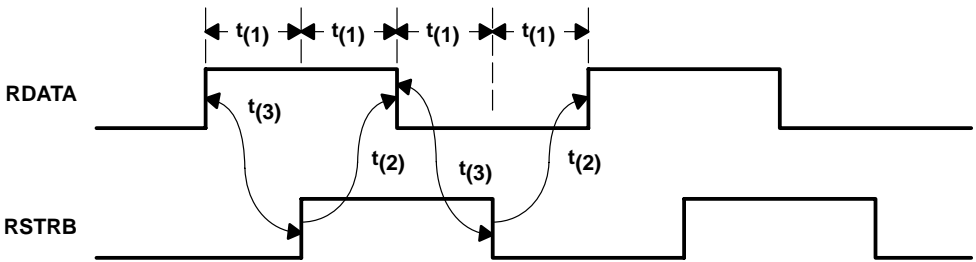 t(1) t(1) t(1) t(1)
RDATA
t(3)
t(2) t(3) t(2)
RSTRB